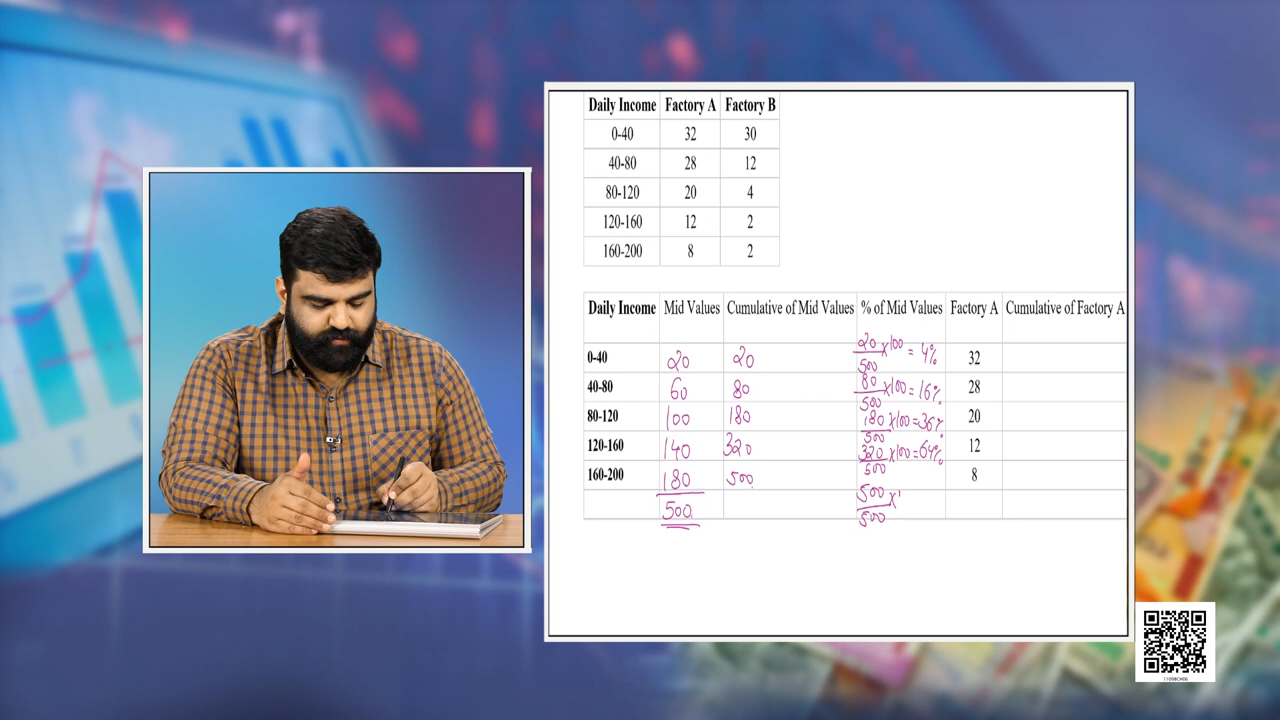 Daily Income Factory A Factory B
0-40 32 30
40-80 28 12
80-120 20 4
120-160 12 2
160-200 8 2
Daily Income Mid Values Cumulative of Mid Values % of Mid Values Factory A Cumulative of Factory A
0-40 20 20 20/500 x100 = 4% 32
40-80 60 80 80/500 x100 = 16% 28
80-120 100 180 180/500 x100 = 36% 20
120-160 140 320 320/500 x100 = 64% 12
160-200 180 500 8
500 500/500 x
11098CH06